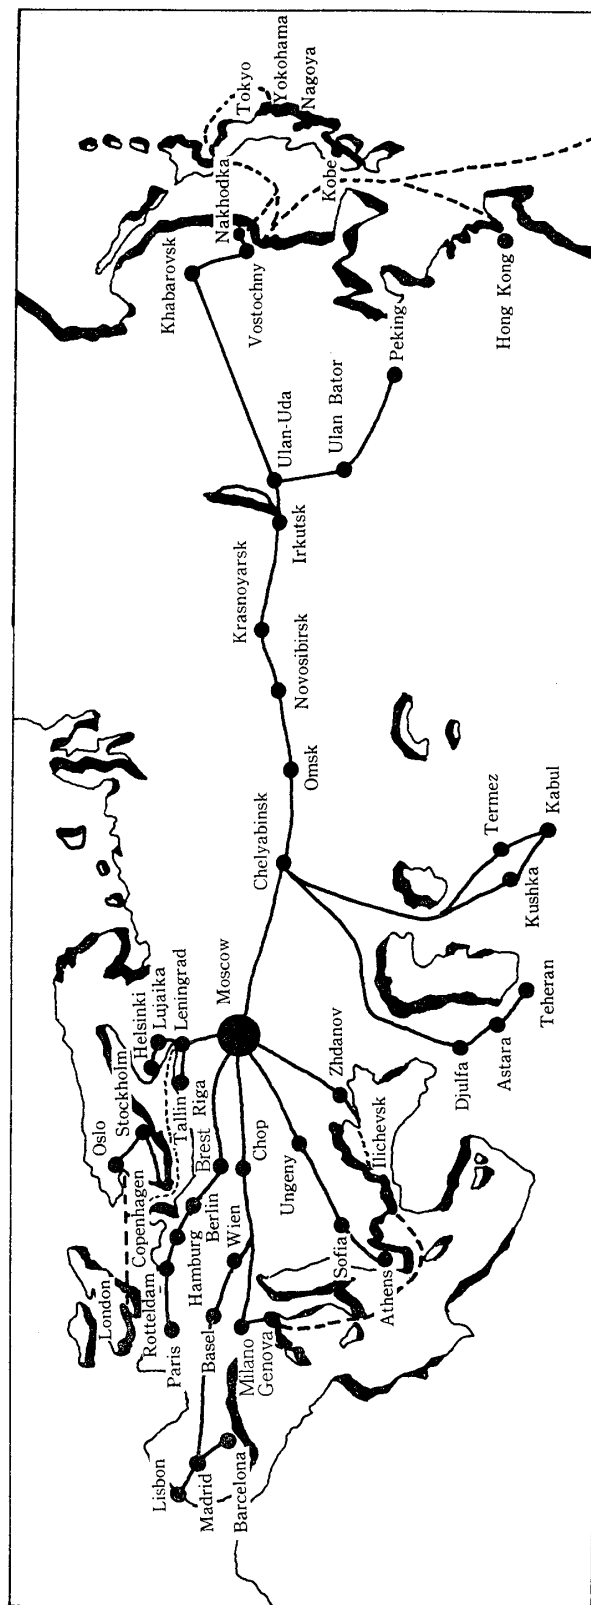 London
Oslo
Stockholm
Helsinki
Lujaika
Leningrad
Copenhagen
Tallin
Riga
Moscow
Rotteldam
Paris
Hamburg
Berlin
Brest
Lisbon
Madrid
Barcelona
Basel
Wien
Chop
Milano
Genova
Ungeny
Sofia
Athens
Zhdanov
Illichevsk
Chelyabinsk
Omsk
Novosibirsk
Krasnoyarsk
Irkutsk
Ulan-Uda
Ulan Bator
Peking
Khabarovsk
Nakhodka
Vostochny
Tokyo
Yokohama
Nagoya
Kobe
Hong Kong
Djulfa
Astara
Teheran
Kushka
Termez
Kabul